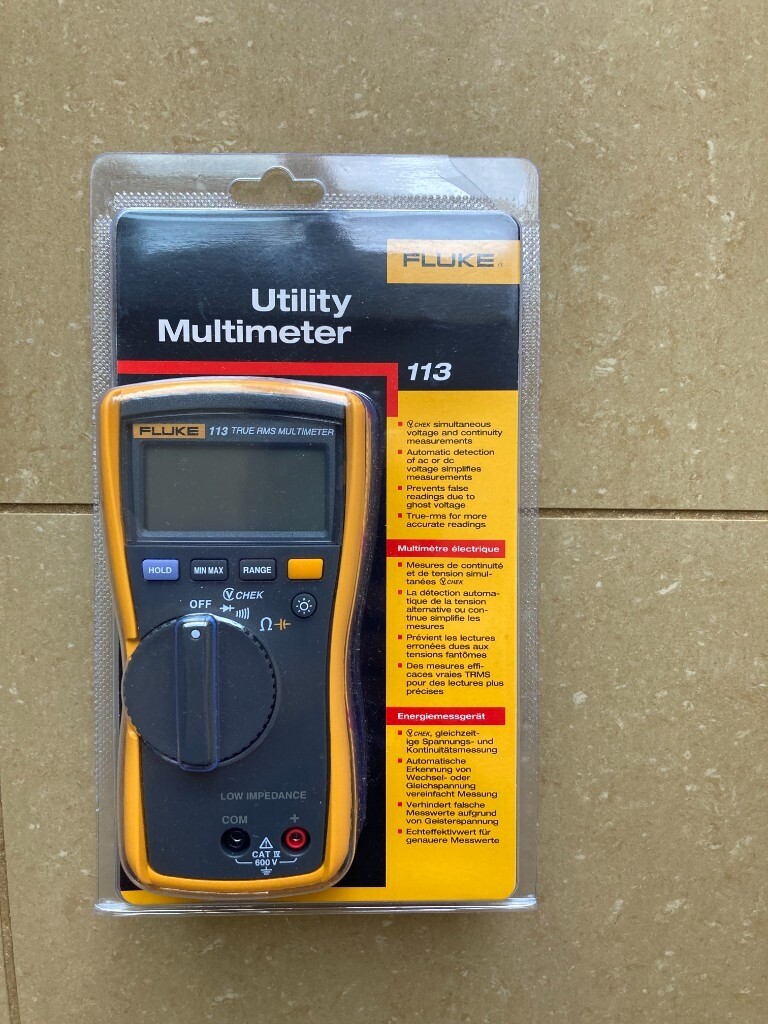 FLUKE
Utility
Multimeter
113
FLUKE 113 TRUE RMS MULTIMETER
HOLD
MIN MAX
RANGE
V CHEK
OFF
Ω
LOW IMPEDANCE
COM
+
CAT IV
600 V
V CHEK simultaneous
voltage and continuity
measurements
Automatic detection
of ac or dc
voltage simplifies
measurements
Prevents false
readings due to
ghost voltage
True-rms for more
accurate readings
Multimètre électrique
Mesures de continuité
et de tension simul-
tanées V CHEK
La détection automa-
tique de la tension
alternative ou con-
tinue simplifie les
mesures
Prévient les lectures
erronées dues aux
tensions fantômes
Des mesures effi-
caces vraies TRMS
pour des lectures plus
précises
Energiemessgerät
V CHEK, gleichzeit-
ige Spannungs- und
Kontinuitätsmessung
Automatische
Erkennung von
Wechsel- oder
Gleichspannung
vereinfacht Messung
Verhindert falsche
Messwerte aufgrund
von Geisterspannung
Echteffektivwert für
genauere Messwerte